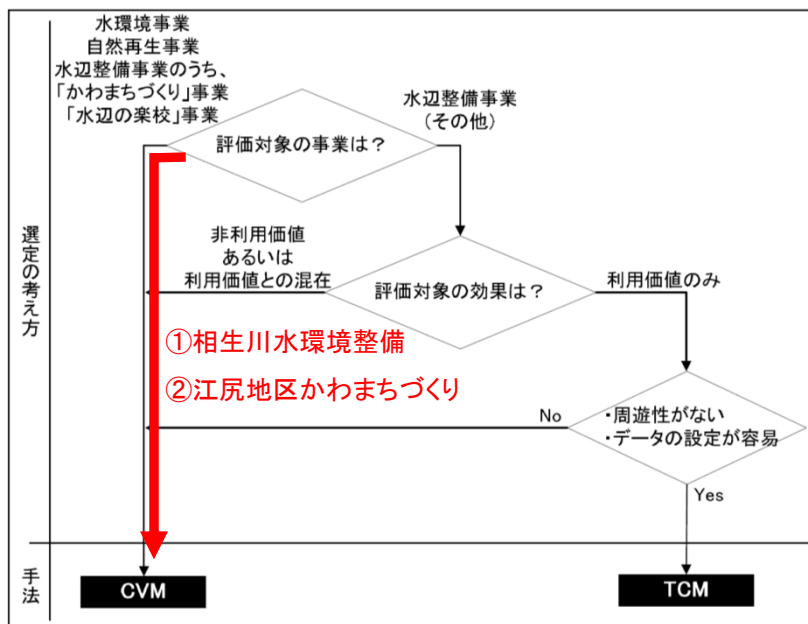 水環境事業
自然再生事業
水辺整備事業のうち、
「かわまちづくり」事業
「水辺の楽校」事業
水辺整備事業
(その他)
評価対象の事業は?
選定の考え方
非利用価値
あるいは
利用価値との混在
評価対象の効果は?
利用価値のみ
①相生川水環境整備
②江尻地区かわまちづくり
No
・周遊性がない
・データの設定が容易
Yes
手法
CVM
TCM